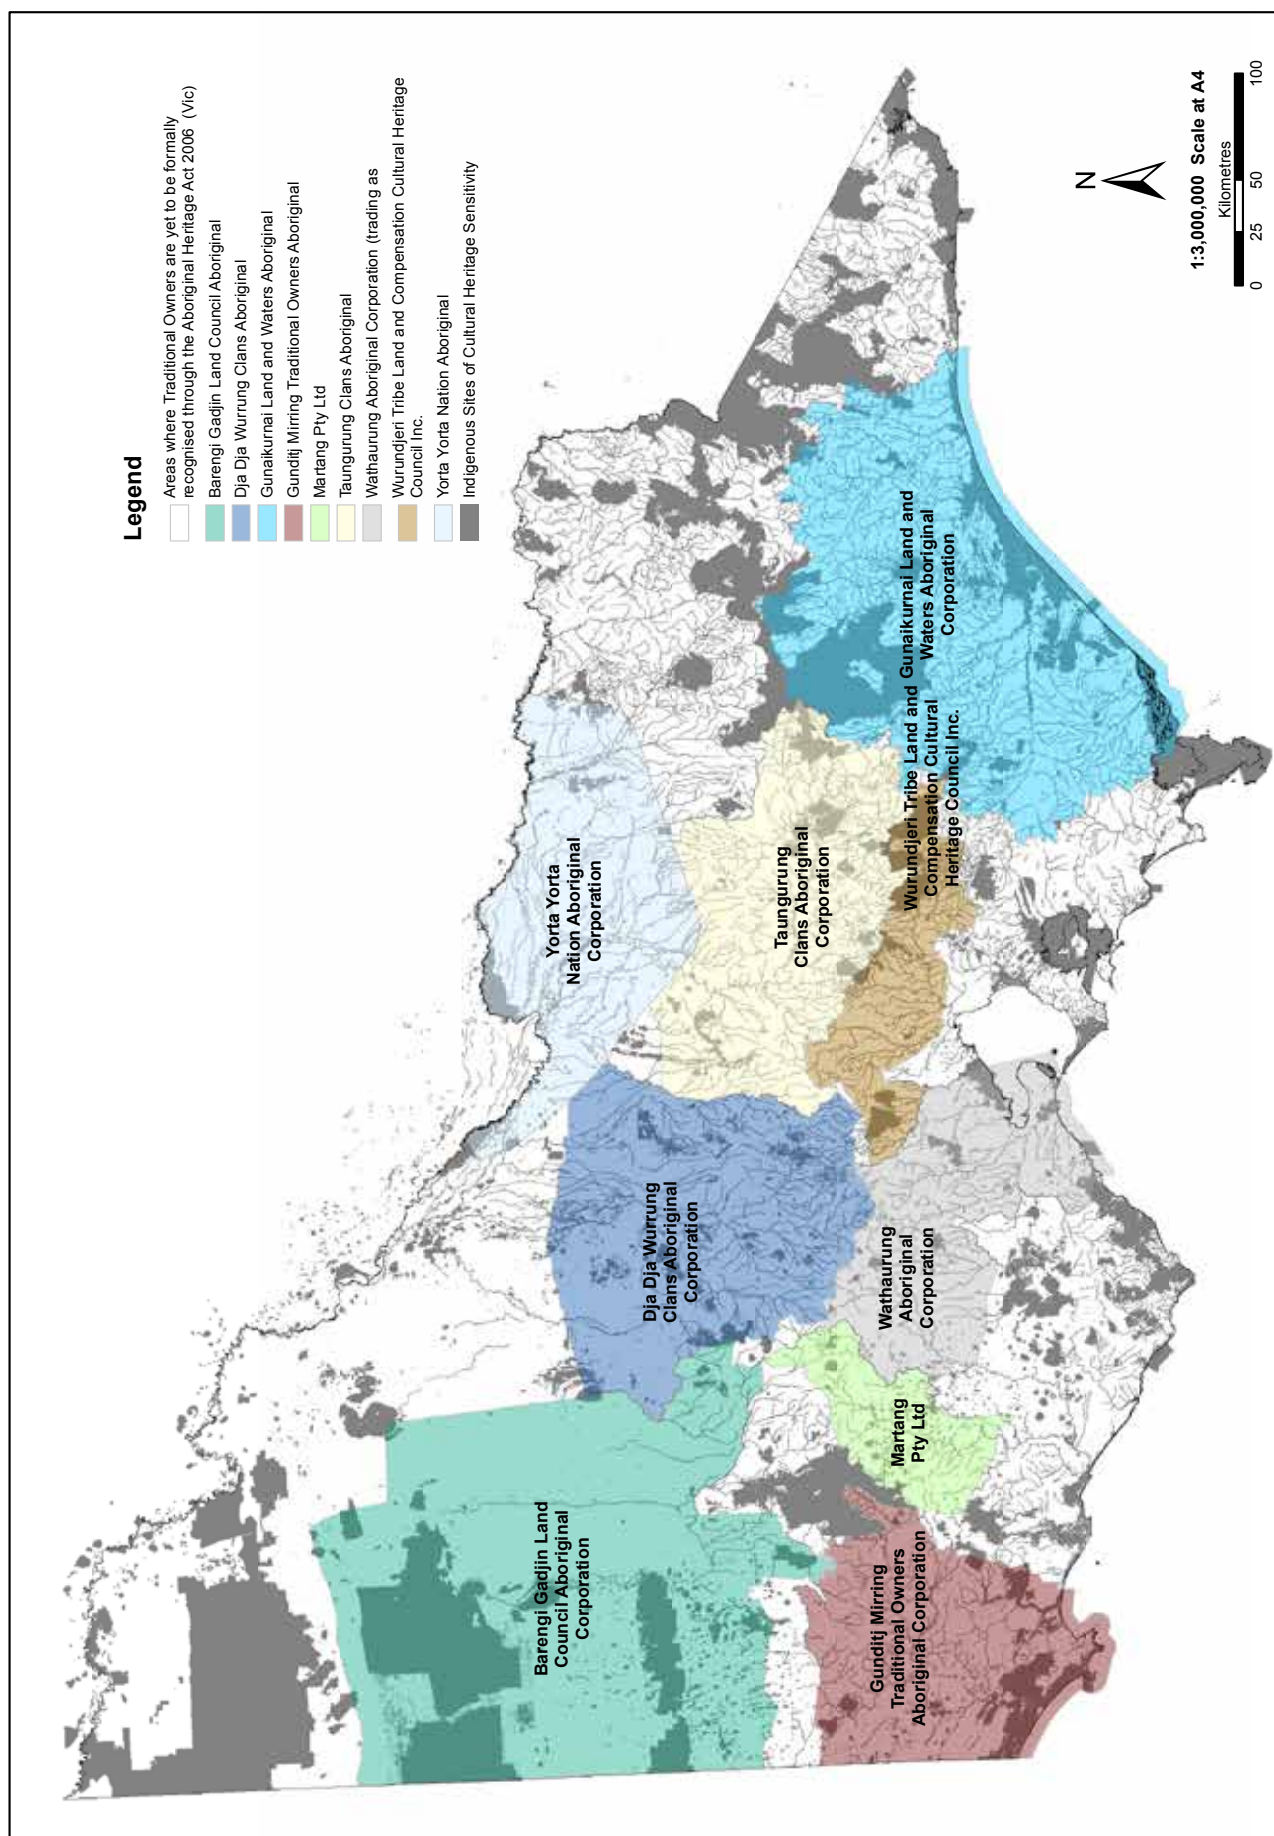 Legend
Areas where Traditional Owners are yet to be formally
recognised through the Aboriginal Heritage Act 2006 (Vic)
Barengi Gadjin Land Council Aboriginal
Dja Dja Wurrung Clans Aboriginal
Gunaikurnai Land and Waters Aboriginal
Gunditj Mirring Traditional Owners Aboriginal
Martang Pty Ltd
Taungurung Clans Aboriginal
Wathaurung Aboriginal Corporation (trading as
Wurundjeri Tribe Land and Compensation Cultural Heritage
Council Inc.
Yorta Yorta Nation Aboriginal
Indigenous Sites of Cultural Heritage Sensitivity
Barengi Gadjin Land
Council Aboriginal
Corporation
Dja Dja Wurrung
Clans Aboriginal
Corporation
Yorta Yorta
Nation Aboriginal
Corporation
Taungurung
Clans Aboriginal
Corporation
Gunditj Mirring
Traditional Owners
Aboriginal Corporation
Martang
Pty Ltd
Wathaurung
Aboriginal
Corporation
Wurundjeri Tribe Land and
Compensation Cultural
Heritage Council Inc.
Gunaikurnai Land and
Waters Aboriginal
Corporation
N
1:3,000,000 Scale at A4
Kilometres
0 25 50 100